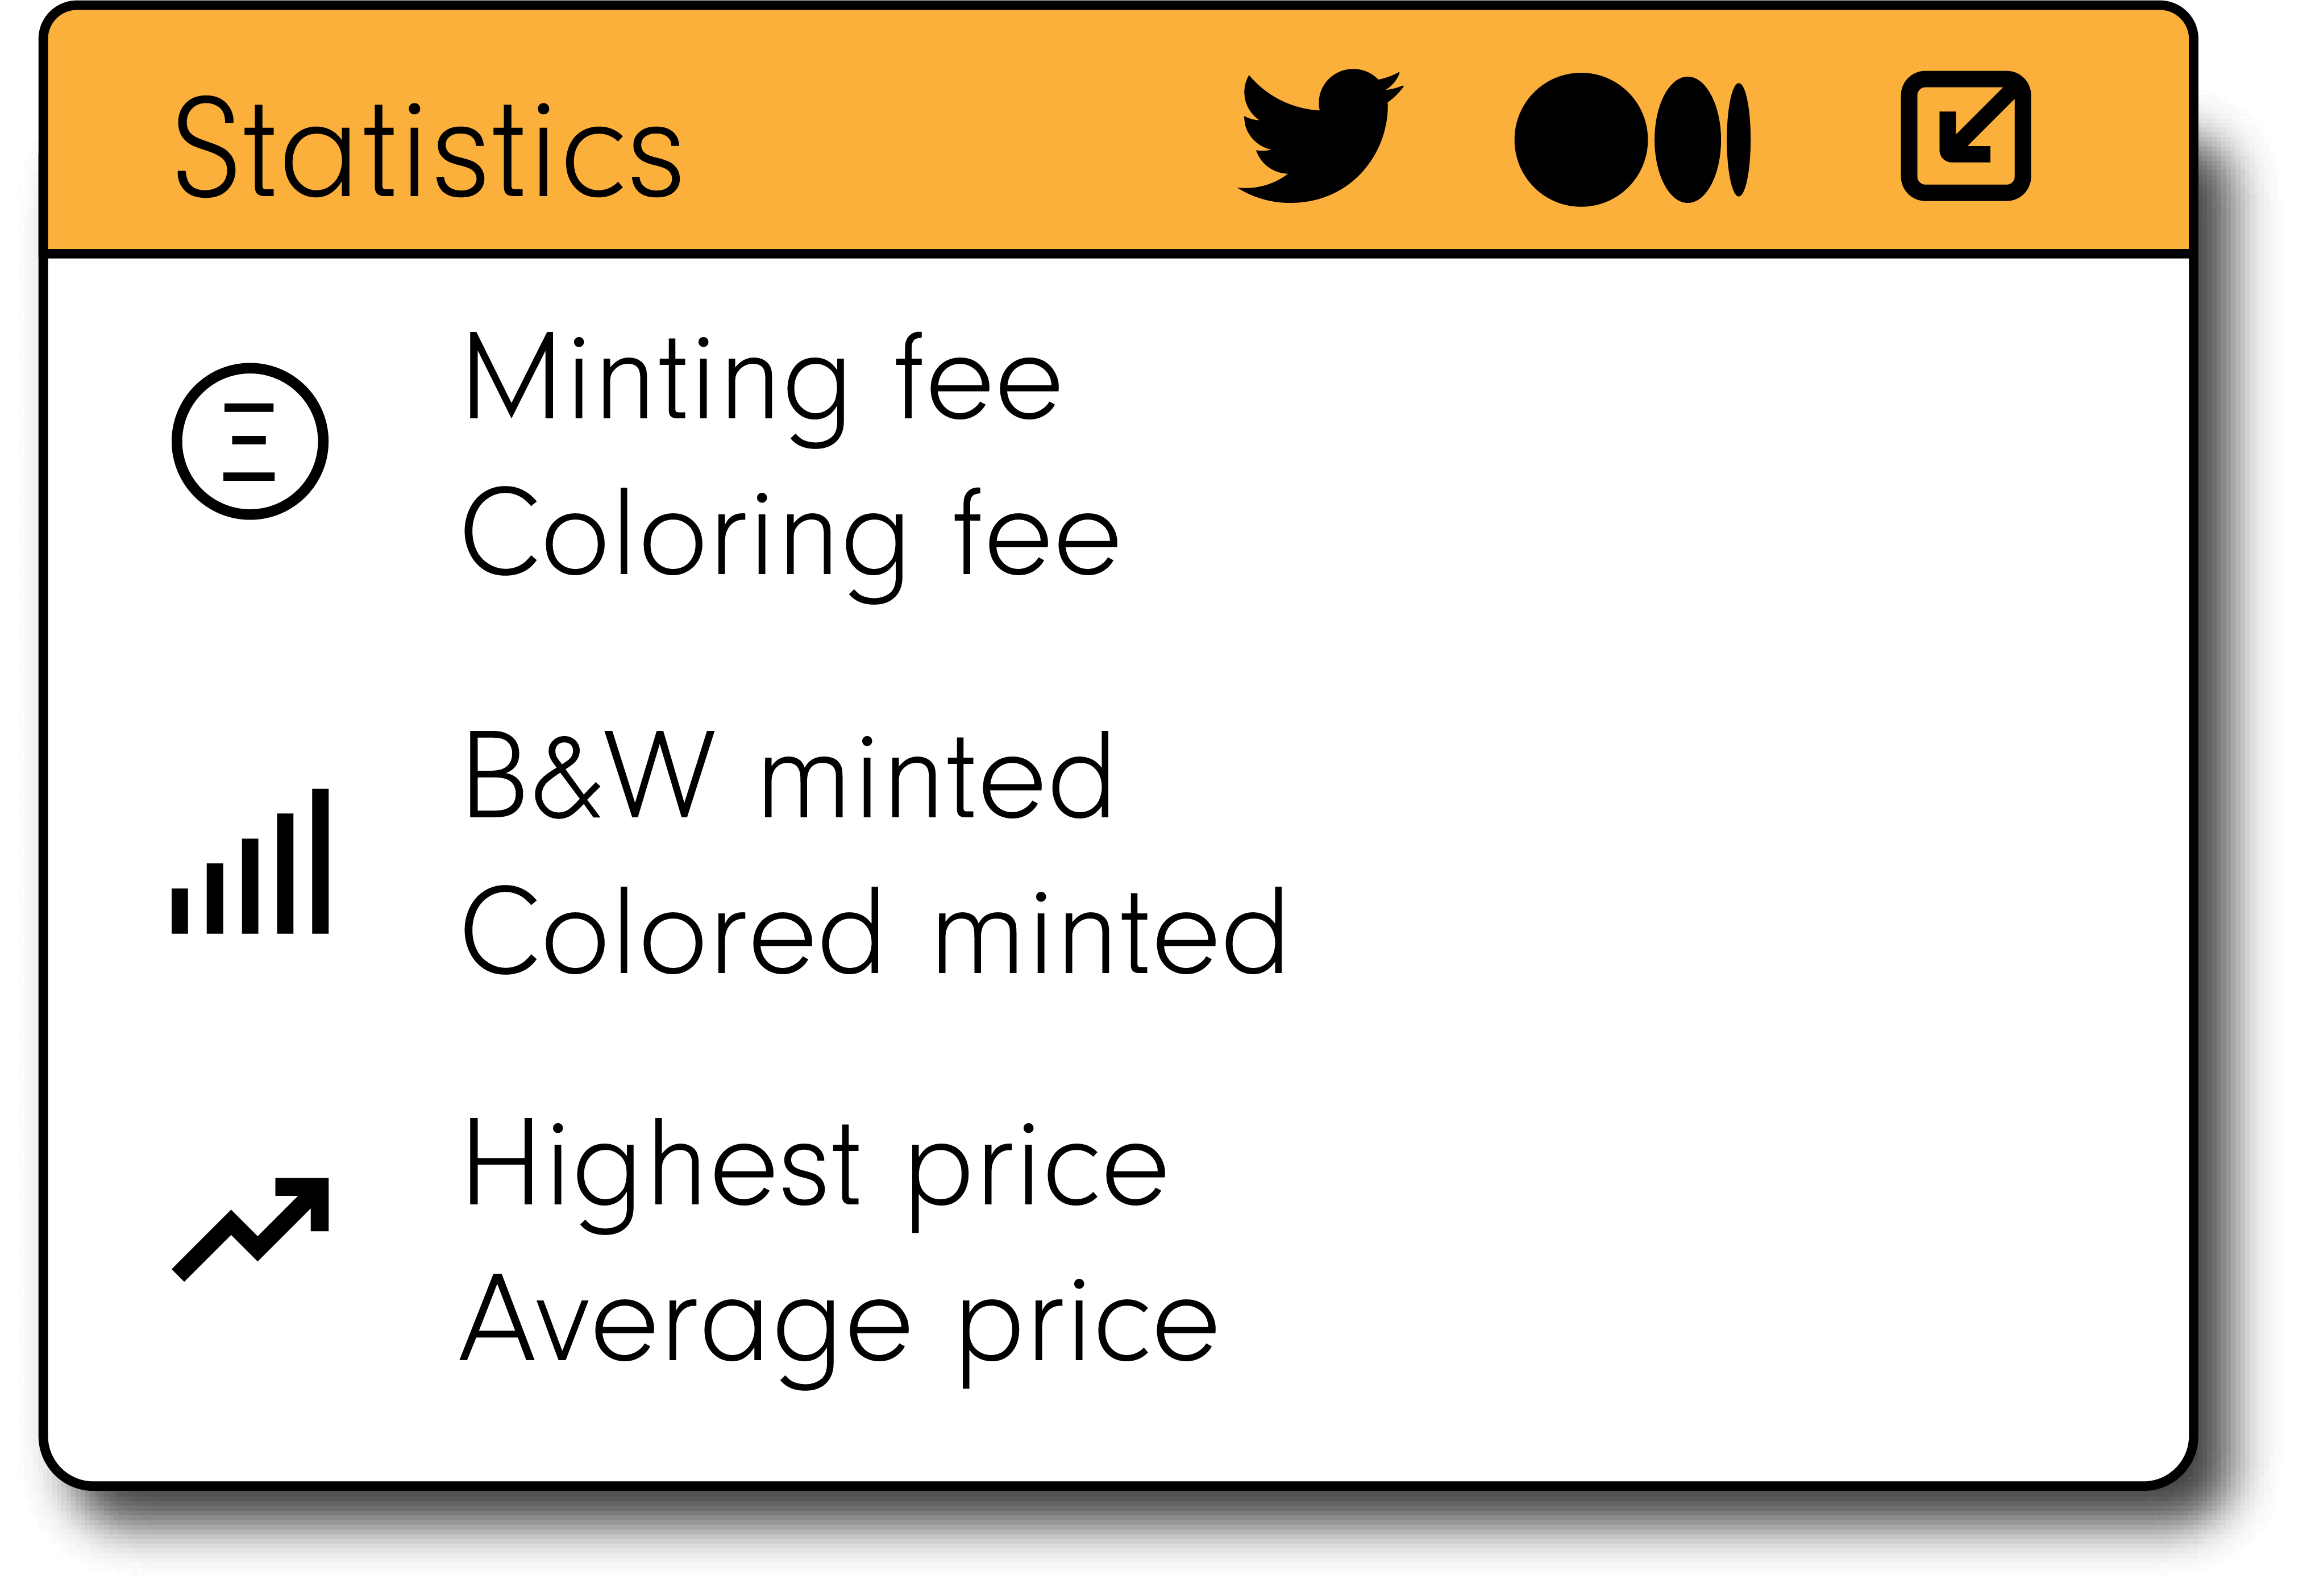 Statistics
Minting fee
Coloring fee
B&W minted
Colored minted
Highest price
Average price